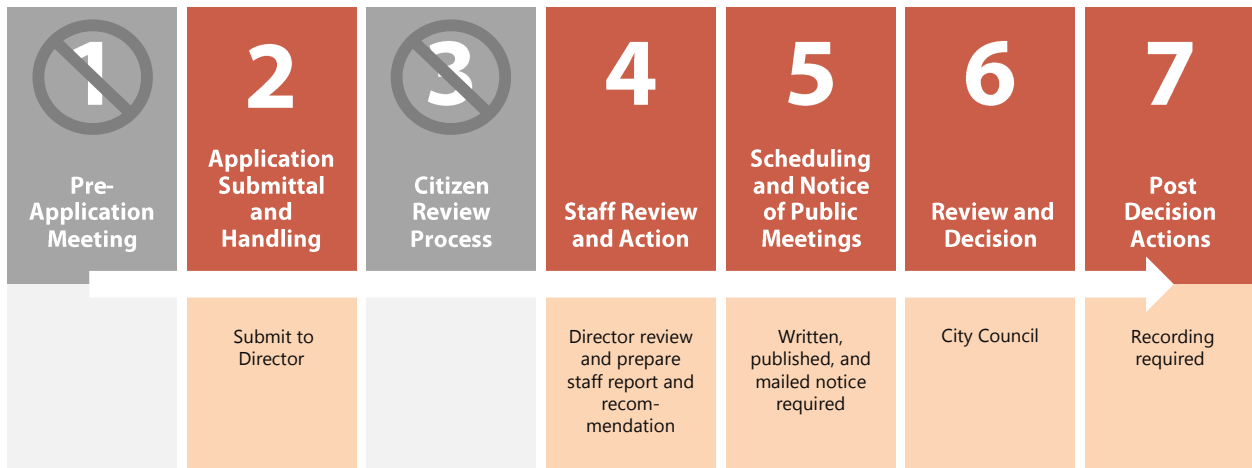 1
Pre-
Application
Meeting
2
Application
Submittal
and
Handling
Submit to
Director
3
Citizen
Review
Process
4
Staff Review
and Action
Director review
and prepare
staff report and
recom-
mendation
5
Scheduling
and Notice
of Public
Meetings
Written,
published, and
mailed notice
required
6
Review and
Decision
City Council
7
Post
Decision
Actions
Recording
required